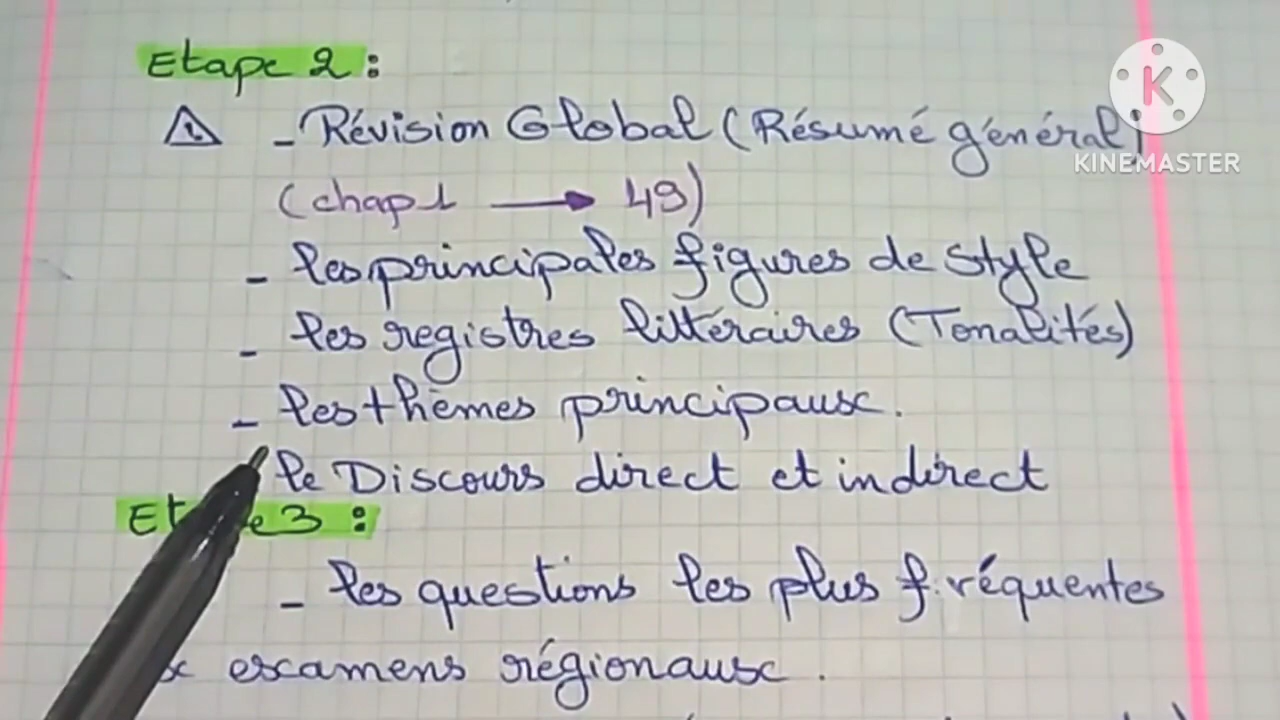 Etape 2 :
- Révision Global (Résumé général)
(chap 1 → 49)
- les principales figures de style
- les registres littéraires (Tonalités)
- les thèmes principaux.
le Discours direct et indirect
Etape 3 :
- les questions les plus fréquentes
examens régionaux.
KINEMASTER